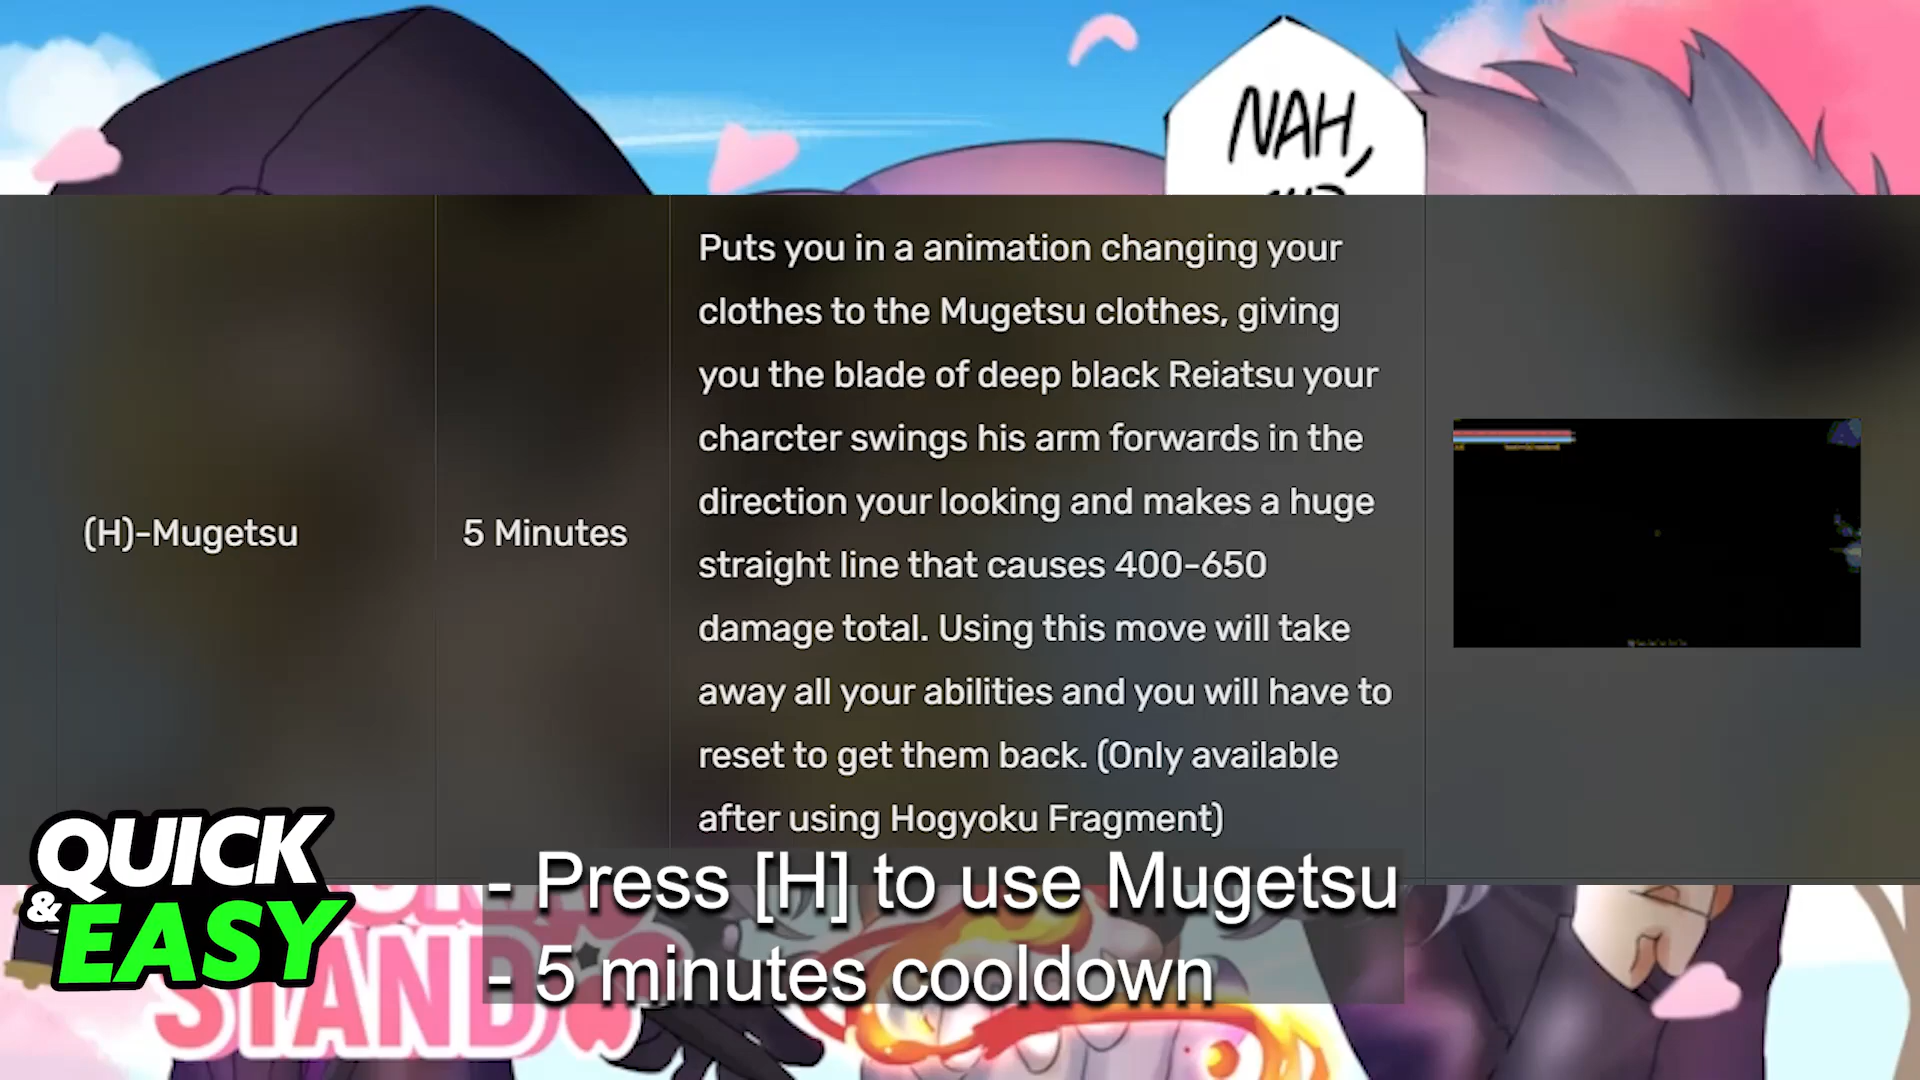 NAH,
Puts you in a animation changing your
clothes to the Mugetsu clothes, giving
you the blade of deep black Reiatsu your
charcter swings his arm forwards in the
direction your looking and makes a huge
(H)-Mugetsu
5 Minutes
straight line that causes 400-650
damage total. Using this move will take
away all your abilities and you will have to
reset to get them back. (Only available
after using Hogyoku Fragment)
QUICK
& EASY
- Press [H] to use Mugetsu
- 5 minutes cooldown
STAND